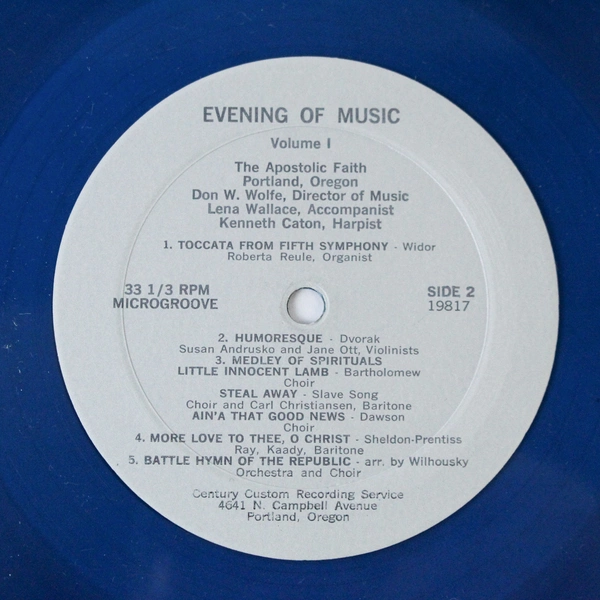 EVENING OF MUSIC
Volume I
The Apostolic Faith
Portland, Oregon
Don W. Wolfe, Director of Music
Lena Wallace, Accompanist
Kenneth Caton, Harpist
1. TOCCATA FROM FIFTH SYMPHONY - Widor
Roberta Reule, Organist
33 1/3 RPM
MICROGROOVE
SIDE 2
19817
2. HUMORESQUE - Dvorak
Susan Andrusko and Jane Ott, Violinists
3. MEDLEY OF SPIRITUALS
LITTLE INNOCENT LAMB - Bartholomew
Choir
STEAL AWAY - Slave Song
Choir and Carl Christiansen, Baritone
AIN'A THAT GOOD NEWS - Dawson
Choir
4. MORE LOVE TO THEE, O CHRIST - Sheldon-Prentiss
Ray, Kaady, Baritone
5. BATTLE HYMN OF THE REPUBLIC - arr. by Wilhousky
Orchestra and Choir
Century Custom Recording Service
4641 N. Campbell Avenue
Portland, Oregon